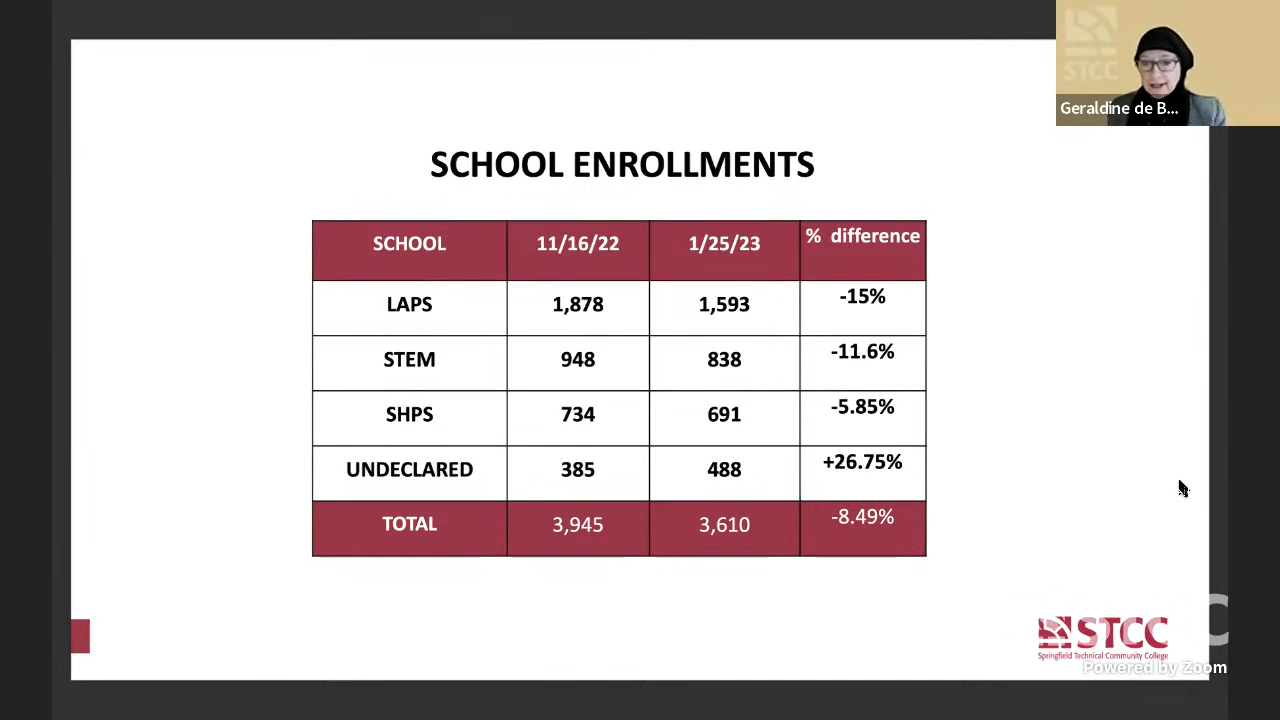 STCC
Geraldine de B...
SCHOOL ENROLLMENTS
SCHOOL 11/16/22 1/25/23 % difference
LAPS 1,878 1,593 -15%
STEM 948 838 -11.6%
SHPS 734 691 -5.85%
UNDECLARED 385 488 +26.75%
TOTAL 3,945 3,610 -8.49%
STCC
Springfield Technical Community College
Powered by Zoom